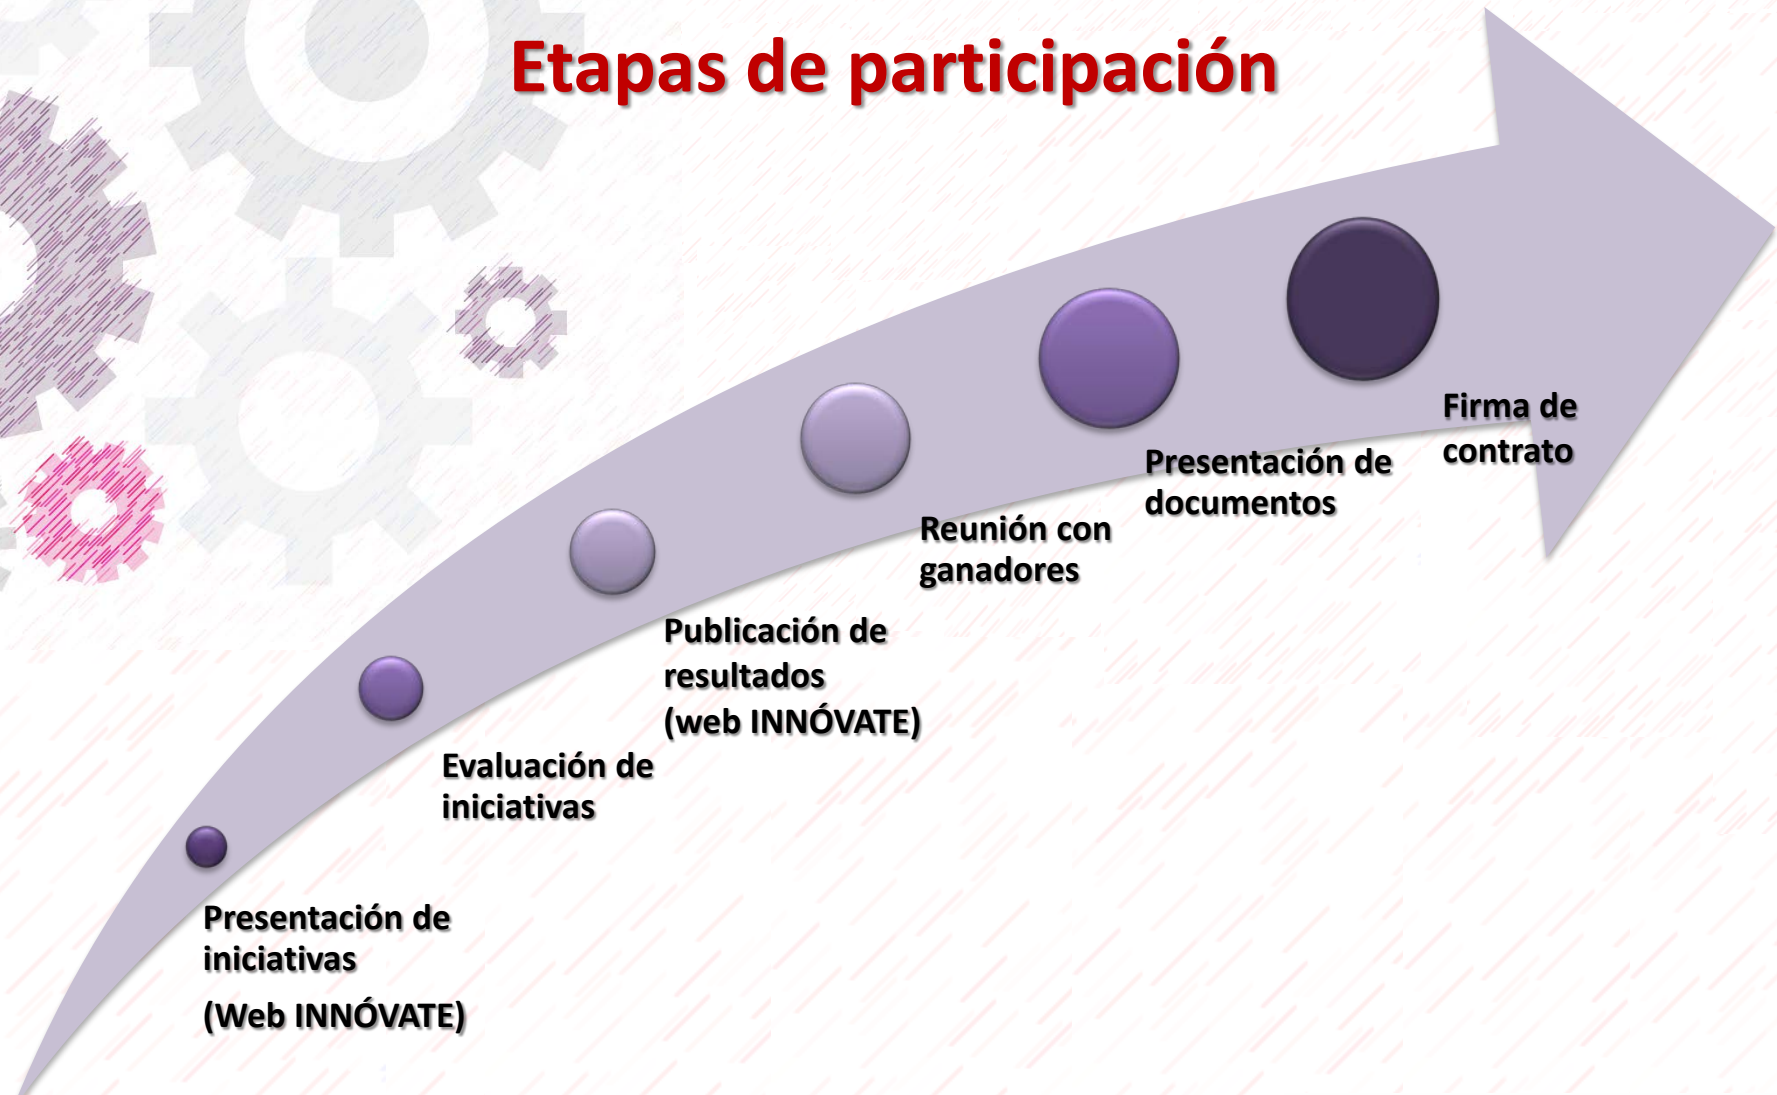 Etapas de participación
Presentación de
iniciativas
(Web INNÓVATE)
Evaluación de
iniciativas
Publicación de
resultados
(web INNÓVATE)
Reunión con
ganadores
Presentación de
documentos
Firma de
contrato